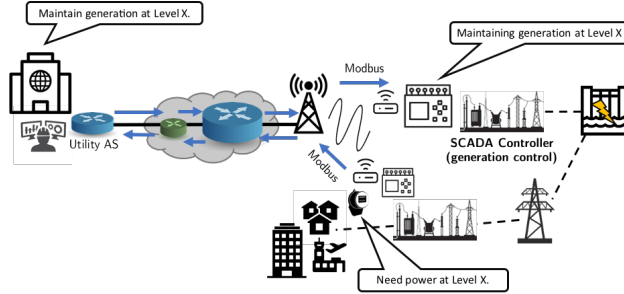 Maintain generation at Level X.
Maintaining generation at Level X
Modbus
Utility AS
SCADA Controller
(generation control)
Modbus
Need power at Level X.